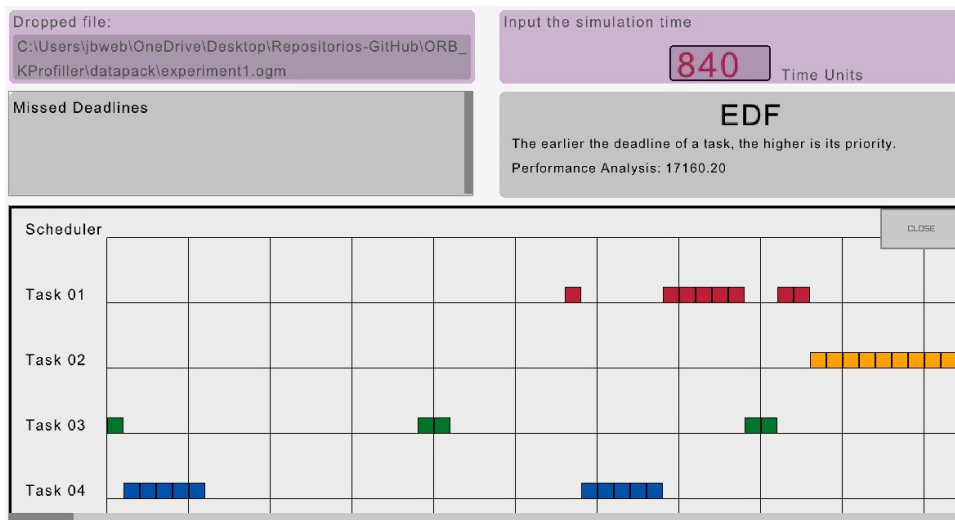 Dropped file:
C:\Users\jbweb\OneDrive\Desktop\Repositorios-GitHub\ORB_
KProfiller\datapack\experiment1.ogm
Input the simulation time
840 Time Units
Missed Deadlines
EDF
The earlier the deadline of a task, the higher is its priority.
Performance Analysis: 17160.20
Scheduler
CLOSE
Task 01
Task 02
Task 03
Task 04